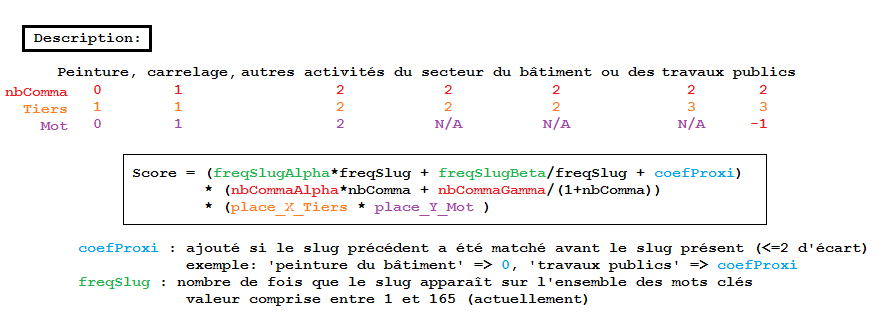 Description:
Peinture, carrelage, autres activités du secteur du bâtiment ou des travaux publics
nbComma 0 1 2 2 2 2 2
Tiers 1 1 2 2 2 3 3
Mot 0 1 2 N/A N/A N/A -1
Score = (freqSlugAlpha*freqSlug + freqSlugBeta/freqSlug + coefProxi)
* (nbCommaAlpha*nbComma + nbCommaGamma/(1+nbComma))
* (place_X_Tiers * place_Y_Mot )
coefProxi : ajouté si le slug précédent a été matché avant le slug présent (<=2 d'écart)
exemple: 'peinture du bâtiment' => 0, 'travaux publics' => coefProxi
freqSlug : nombre de fois que le slug apparaît sur l'ensemble des mots clés
valeur comprise entre 1 et 165 (actuellement)